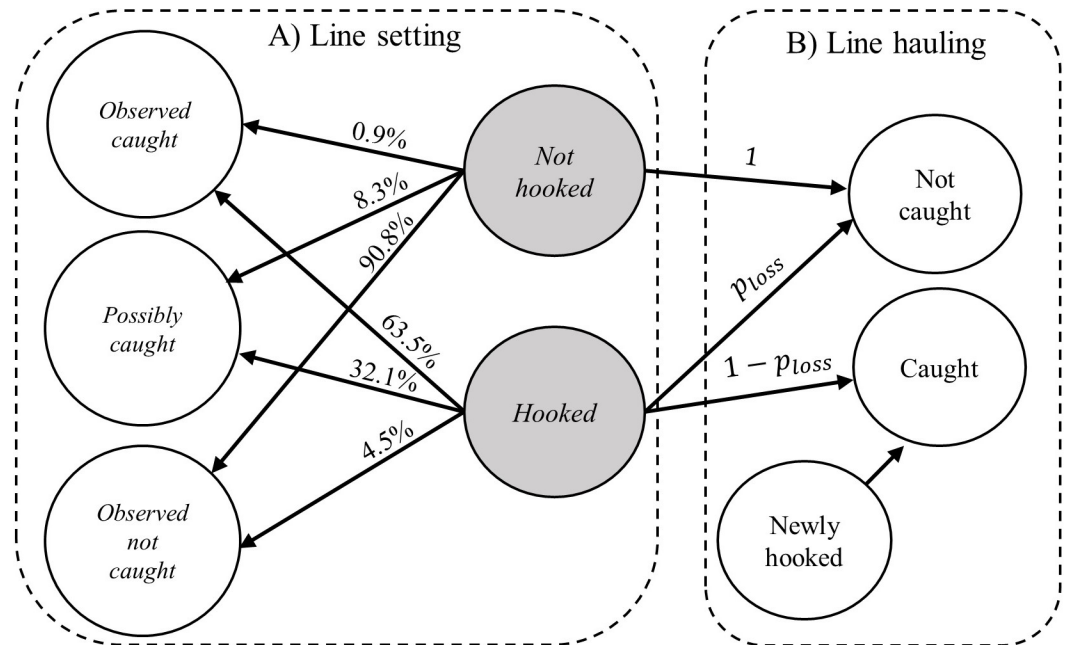 A) Line setting
B) Line hauling
Observed
caught
Possibly
caught
Observed
not
caught
0.9%
8.3%
90.8%
63.5%
32.1%
4.5%
Not
hooked
Hooked
1
p_loss
1 − p_loss
Not
caught
Caught
Newly
hooked